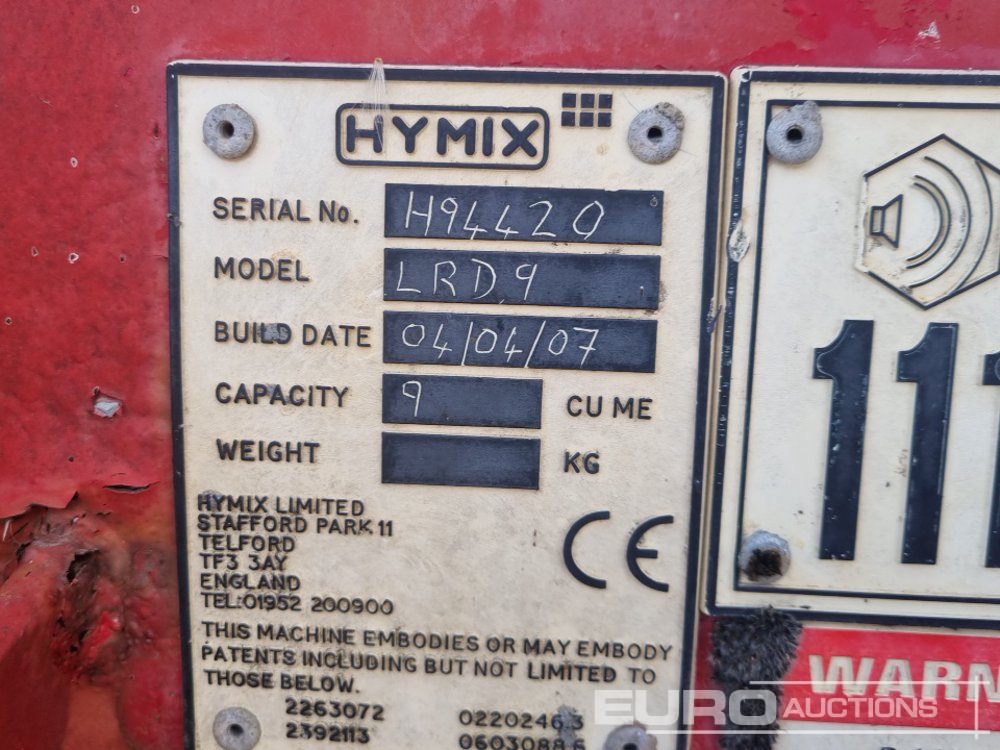 HYMIX
SERIAL No. H94420
MODEL LRD9
BUILD DATE 04/04/07
CAPACITY 9 CU ME
WEIGHT KG
HYMIX LIMITED
STAFFORD PARK 11
TELFORD
TF3 3AY
ENGLAND
TEL:01952 200900
CE
THIS MACHINE EMBODIES OR MAY EMBODY
PATENTS INCLUDING BUT NOT LIMITED TO
THOSE BELOW.
2263072 0220246.3
2392113 0603088.6
111
WARN
EURO AUCTIONS